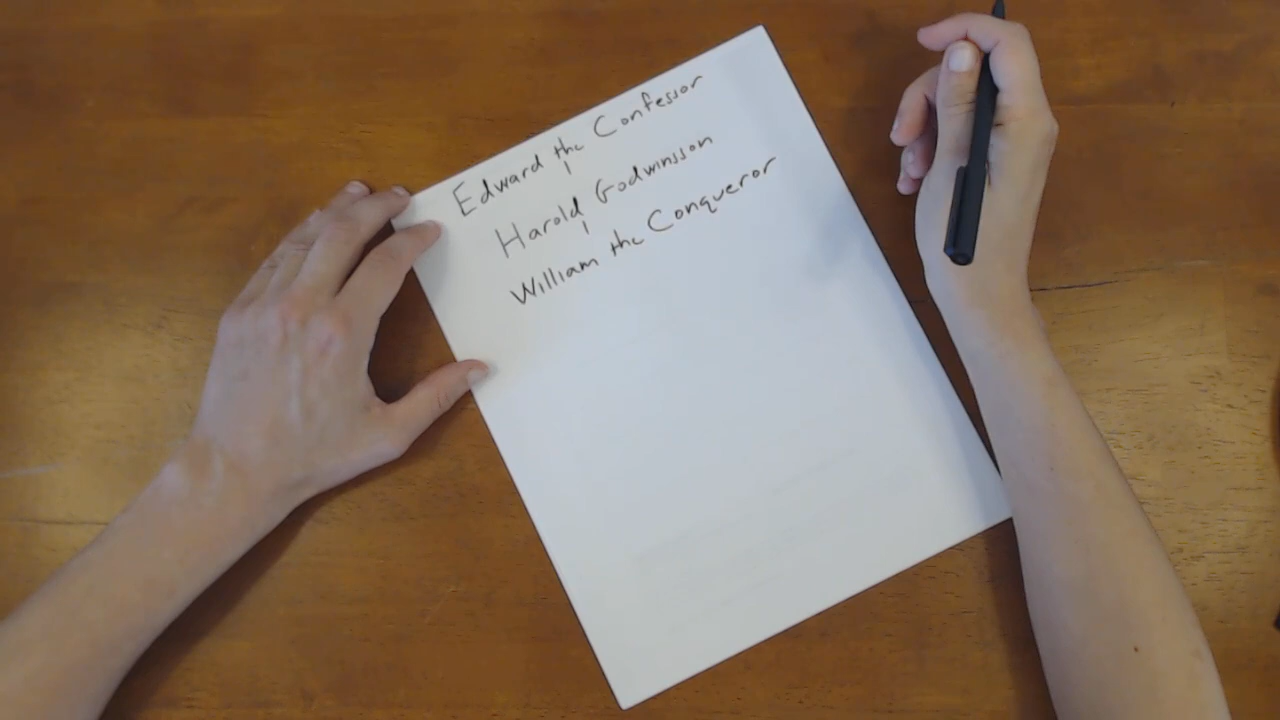 Edward the Confessor
Harold Godwinsson
William the Conqueror